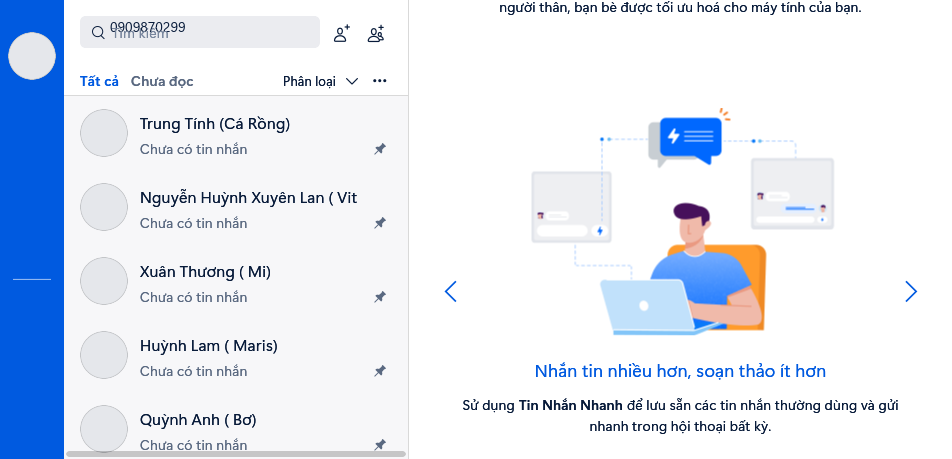 người thân, bạn bè được tối ưu hoá cho máy tính của bạn.
0909870299
Tìm kiếm
Tất cả Chưa đọc Phân loại
Trung Tính (Cá Rồng)
Chưa có tin nhắn
Nguyễn Huỳnh Xuyên Lan ( Vit
Chưa có tin nhắn
Xuân Thương ( Mi)
Chưa có tin nhắn
Huỳnh Lam ( Maris)
Chưa có tin nhắn
Quỳnh Anh ( Bơ)
Chưa có tin nhắn
Nhắn tin nhiều hơn, soạn thảo ít hơn
Sử dụng Tin Nhắn Nhanh để lưu sẵn các tin nhắn thường dùng và gửi
nhanh trong hội thoại bất kỳ.